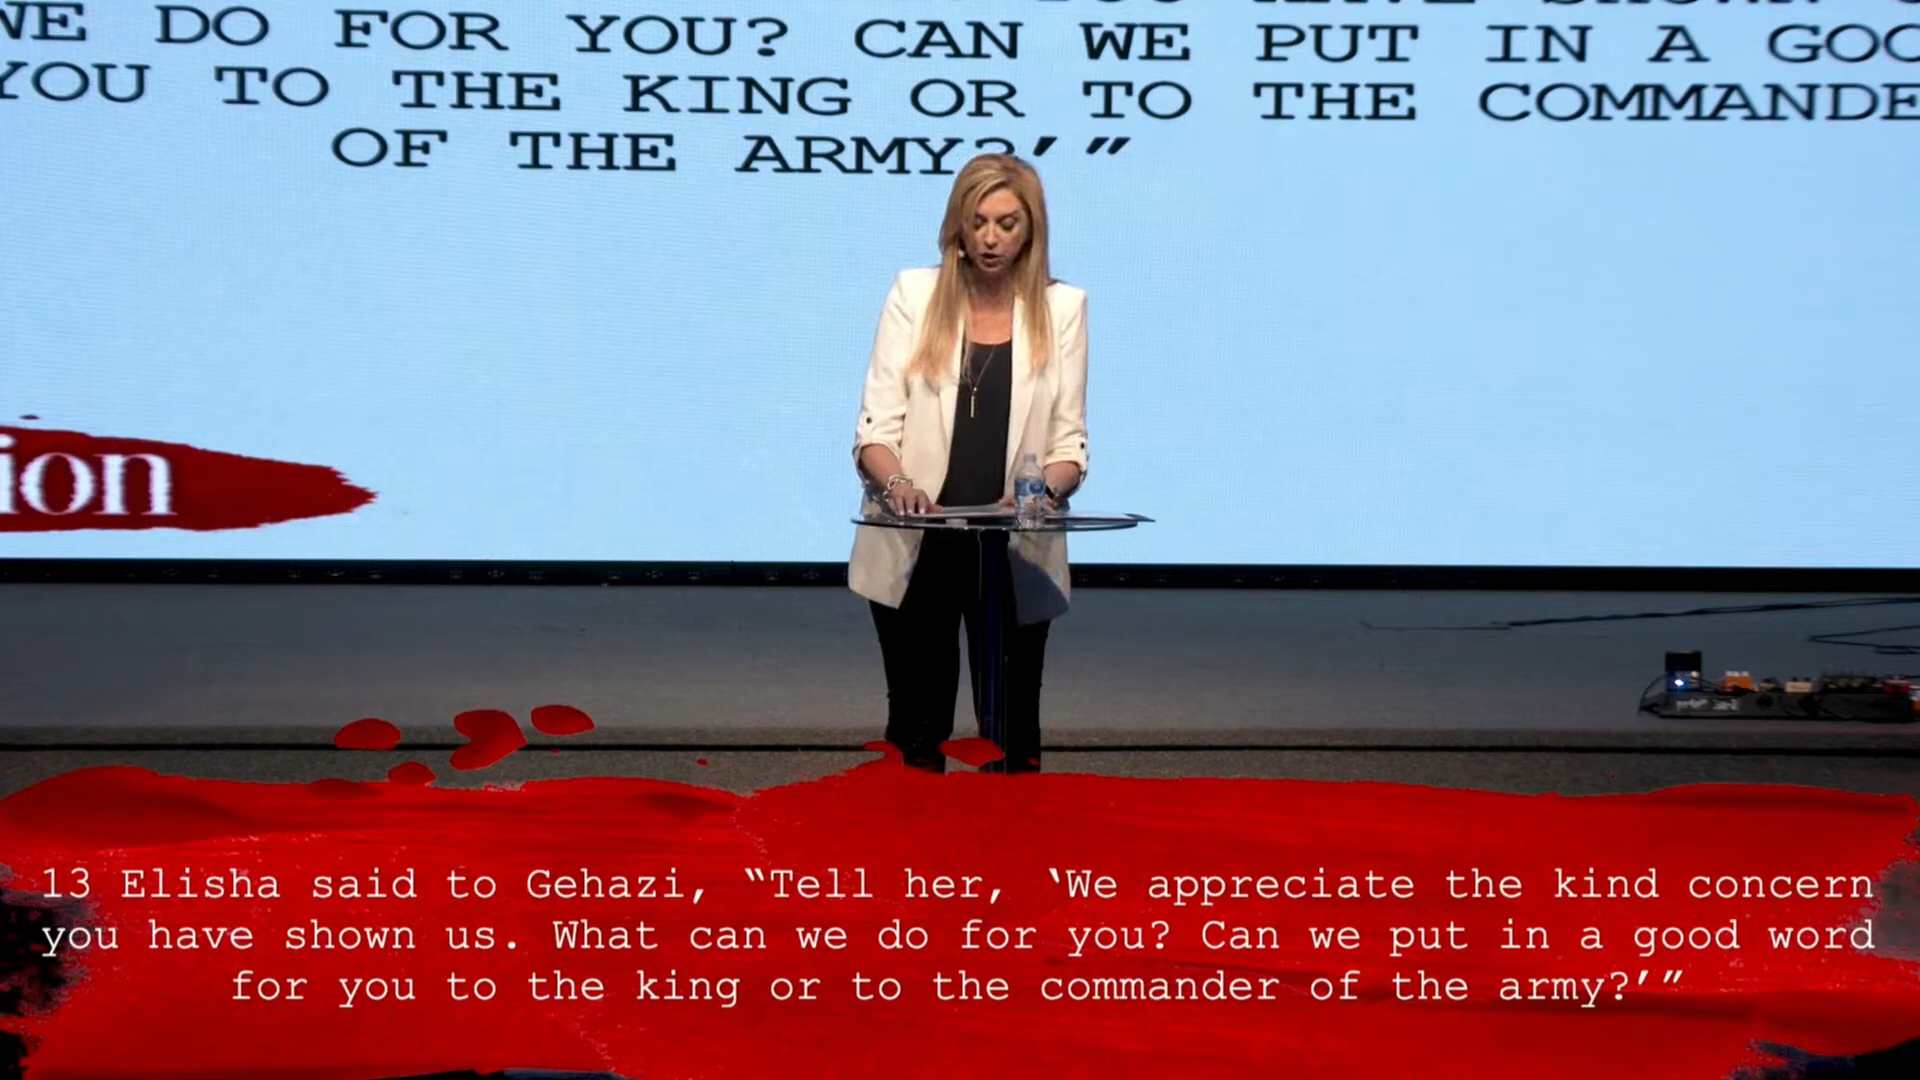 WE DO FOR YOU? CAN WE PUT IN A GOO
YOU TO THE KING OR TO THE COMMANDE
OF THE ARMY?’”
ion
13 Elisha said to Gehazi, “Tell her, ‘We appreciate the kind concern
you have shown us. What can we do for you? Can we put in a good word
for you to the king or to the commander of the army?’”